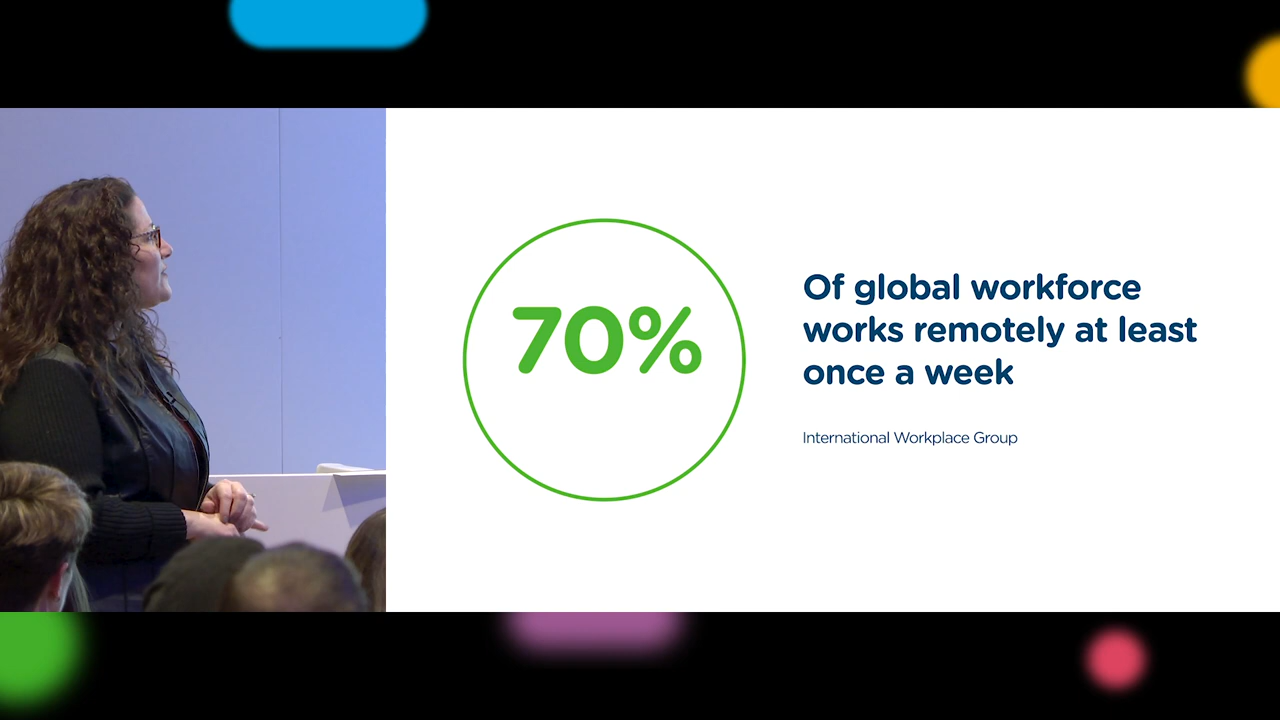 70%
Of global workforce
works remotely at least
once a week
International Workplace Group